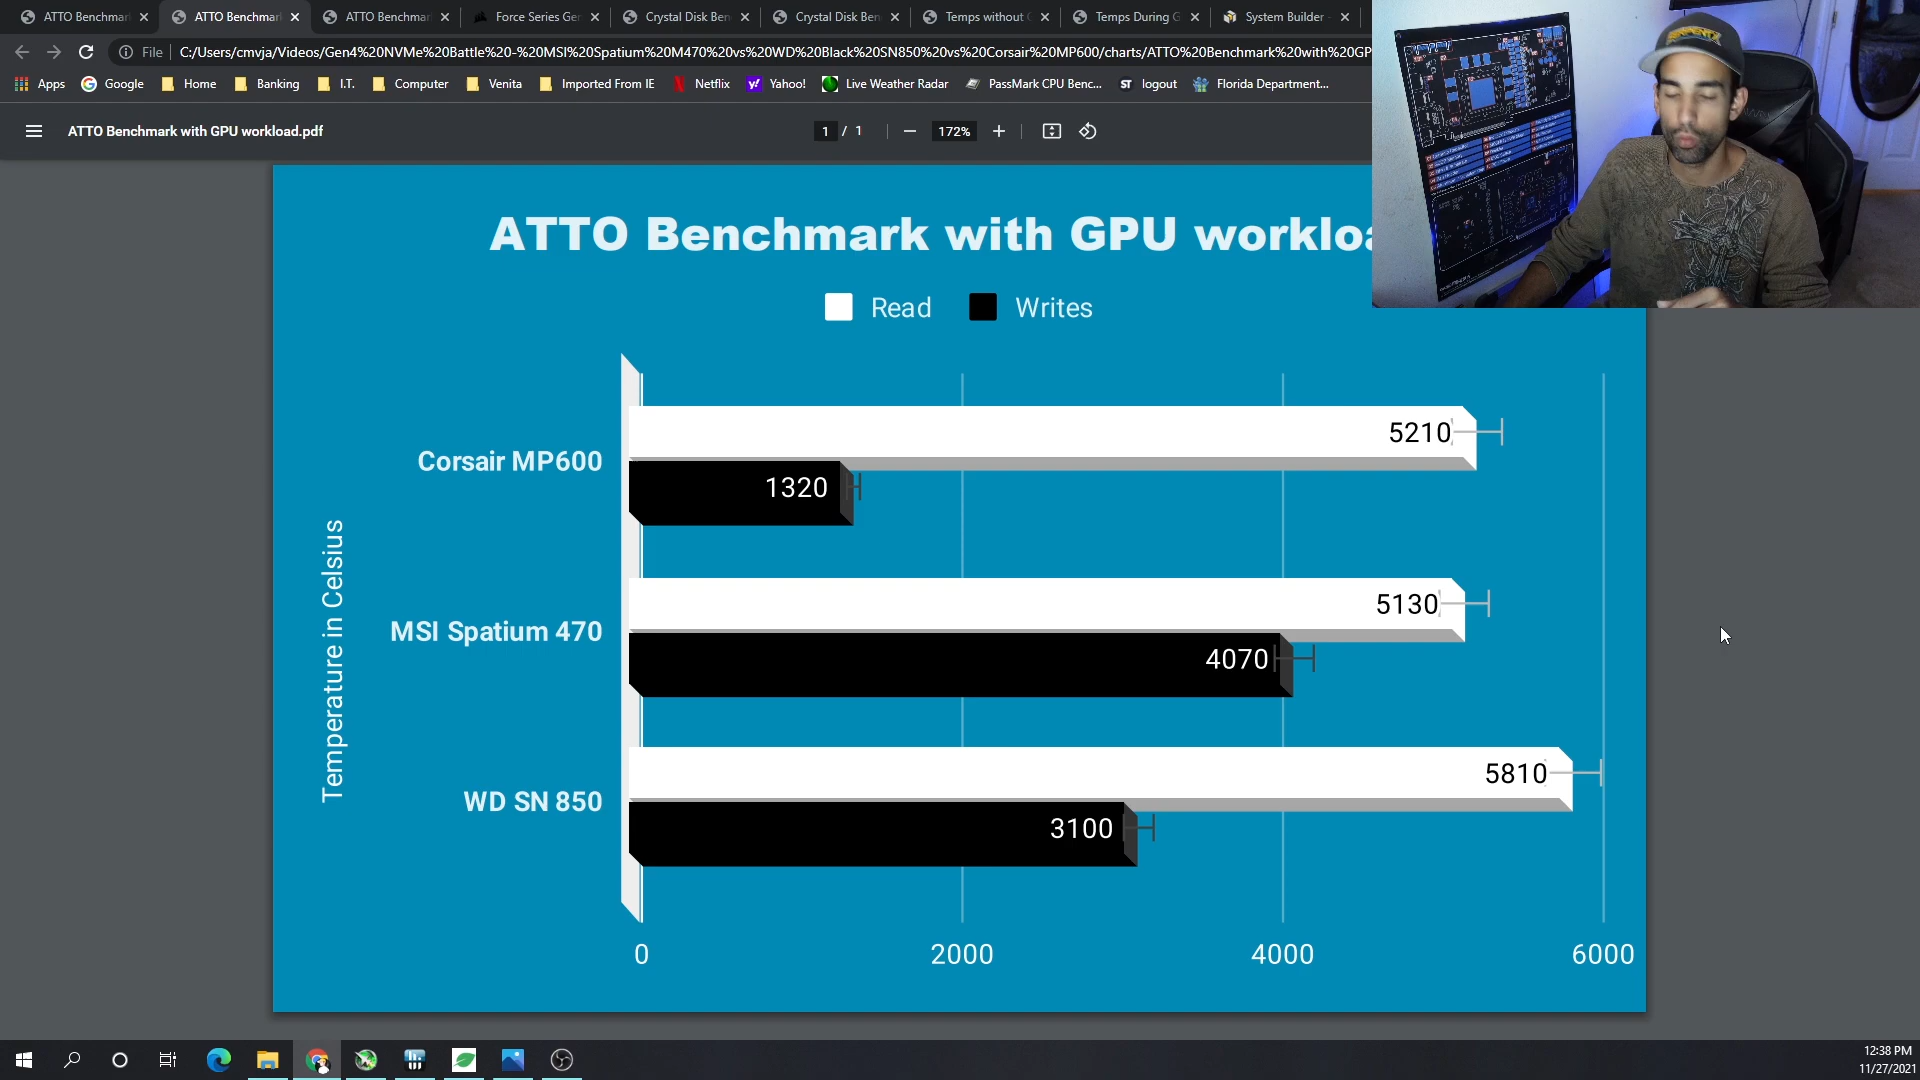 ATTO Benchmar
ATTO Benchmar
ATTO Benchmar
Force Series Ger
Crystal Disk Ben
Crystal Disk Ben
Temps without
Temps During G
System Builder
File
C:/Users/cmvja/Videos/Gen4%20NVMe%20Battle%20-%20MSI%20Spatium%20M470%20vs%20WD%20Black%20SN850%20vs%20Corsair%20MP600/charts/ATTO%20Benchmark%20with%20GP
Apps
Google
Home
Banking
I.T.
Computer
Venita
Imported From IE
Netflix
Yahoo!
Live Weather Radar
PassMark CPU Benc...
ST logout
Florida Department...
ATTO Benchmark with GPU workload.pdf
1 / 1
172%
ATTO Benchmark with GPU workloa
Read
Writes
Temperature in Celsius
Corsair MP600
5210
1320
MSI Spatium 470
5130
4070
WD SN 850
5810
3100
0
2000
4000
6000
12:38 PM
11/27/2021